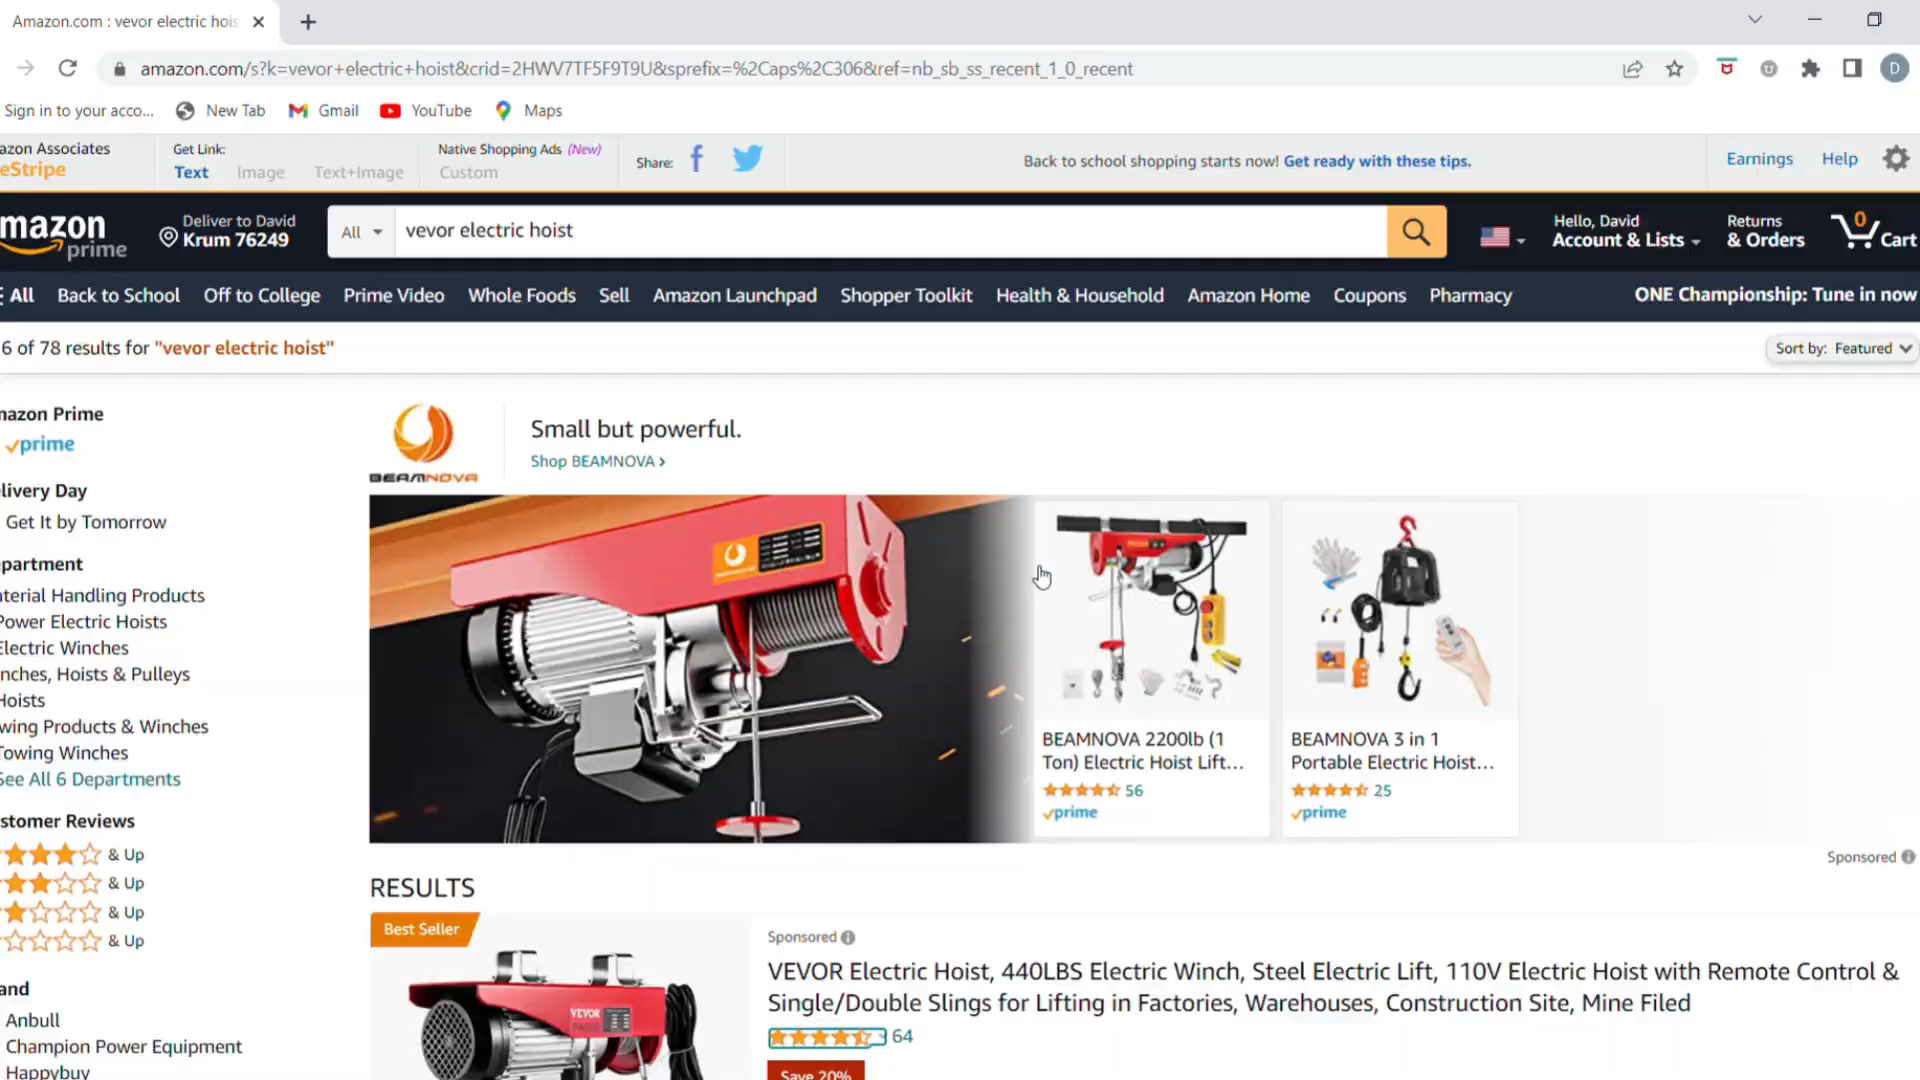 Amazon.com : vevor electric hois
amazon.com/s?k=vevor+electric+hoist&crid=2HWV7TF5F9T9U&sprefix=%2Caps%2C306&ref=nb_sb_ss_recent_1_0_recent
D
Sign in to your acco... New Tab Gmail YouTube Maps
azon Associates
eStripe
Get Link:
Text Image Text+Image
Native Shopping Ads (New)
Custom
Share:
Back to school shopping starts now! Get ready with these tips.
Earnings Help
mazon
prime
Deliver to David
Krum 76249
All
vevor electric hoist
Hello, David
Account & Lists
Returns
& Orders
0
Cart
All Back to School Off to College Prime Video Whole Foods Sell Amazon Launchpad Shopper Toolkit Health & Household Amazon Home Coupons Pharmacy ONE Championship: Tune in now
6 of 78 results for "vevor electric hoist"
Sort by: Featured
mazon Prime
prime
livery Day
Get It by Tomorrow
partment
aterial Handling Products
Power Electric Hoists
Electric Winches
nches, Hoists & Pulleys
Hoists
wing Products & Winches
Towing Winches
See All 6 Departments
stomer Reviews
& Up
& Up
& Up
& Up
and
Anbull
Champion Power Equipment
Happybuy
BEAMNOVA
Small but powerful.
Shop BEAMNOVA ›
BEAMNOVA 2200lb (1
Ton) Electric Hoist Lift...
56
prime
BEAMNOVA 3 in 1
Portable Electric Hoist...
25
prime
Sponsored
RESULTS
Best Seller
VEVOR
Sponsored
VEVOR Electric Hoist, 440LBS Electric Winch, Steel Electric Lift, 110V Electric Hoist with Remote Control &
Single/Double Slings for Lifting in Factories, Warehouses, Construction Site, Mine Filed
64
Save 20%